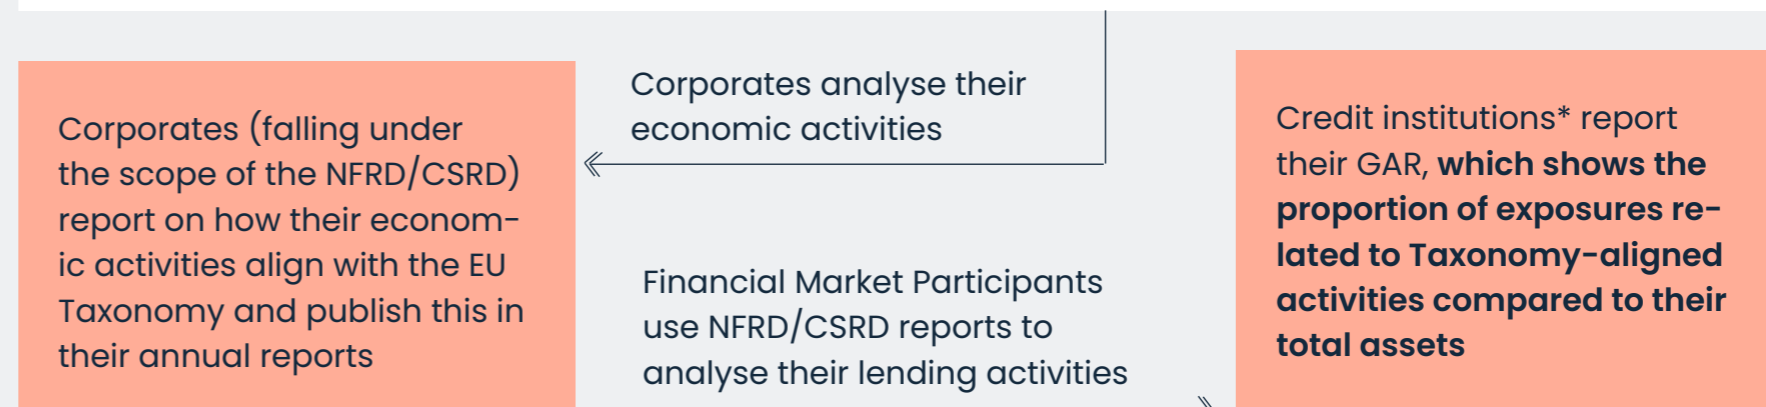 Corporates (falling under
the scope of the NFRD/CSRD)
report on how their econom-
ic activities align with the EU
Taxonomy and publish this in
their annual reports
Corporates analyse their
economic activities
Financial Market Participants
use NFRD/CSRD reports to
analyse their lending activities
Credit institutions* report
their GAR, which shows the
proportion of exposures re-
lated to Taxonomy-aligned
activities compared to their
total assets